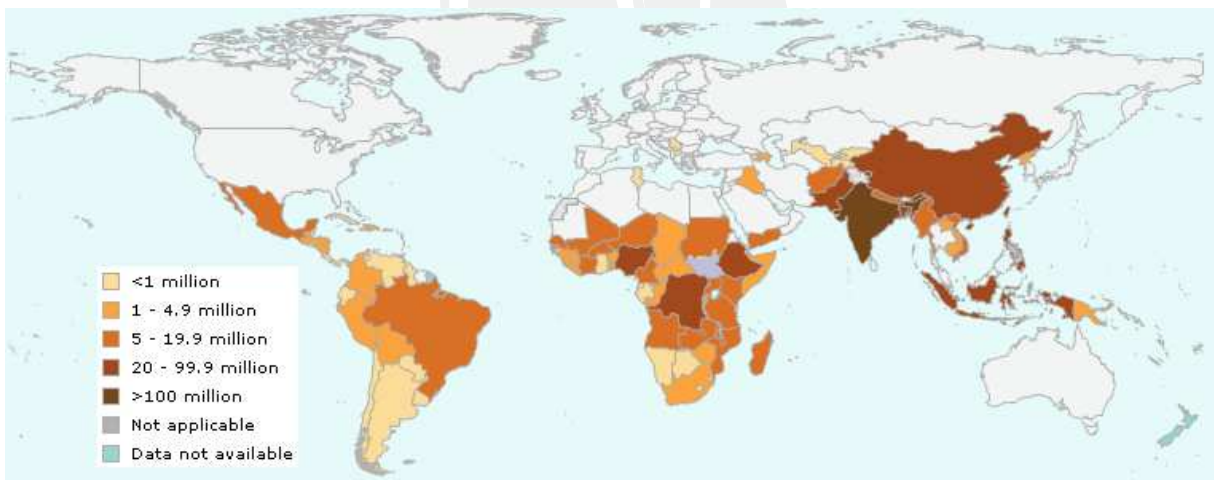 <1 million
1 - 4.9 million
5 - 19.9 million
20 - 99.9 million
>100 million
Not applicable
Data not available